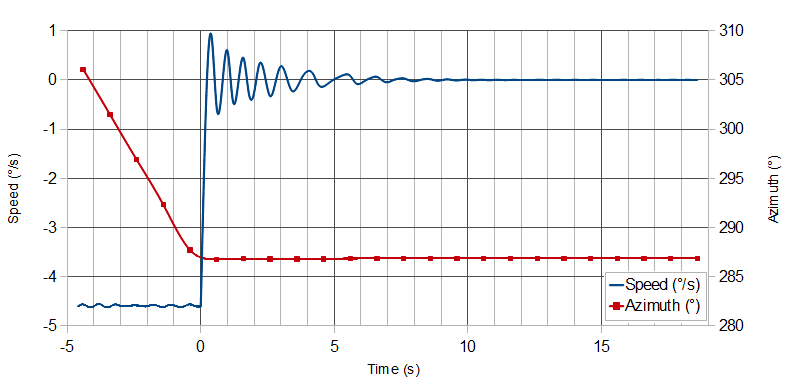 1 310
0 305
-1 300
-2 295
-3 290
-4 285
-5 280
Speed (°/s)
Azimuth (°)
Speed (°/s)
Azimuth (°)
-5 0 5 10 15
Time (s)